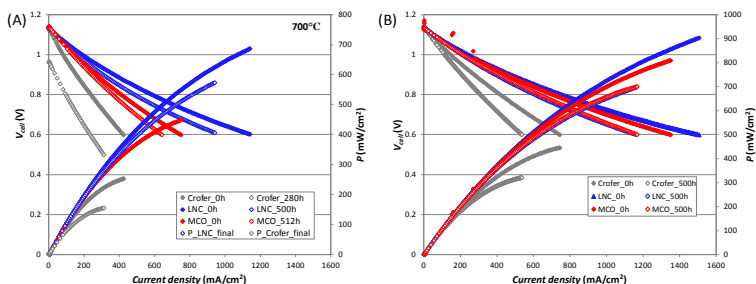 (A)
700°C
1.2
1
0.8
0.6
0.4
0.2
0
V_cell (V)
800
700
600
500
400
300
200
100
0
P (mW/cm²)
Crofer_0h
Crofer_280h
LNC_0h
LNC_500h
MCO_0h
MCO_512h
P_LNC_final
P_Crofer_final
0 200 400 600 800 1000 1200 1400 1600
Current density (mA/cm²)
(B)
1.2
1
0.8
0.6
0.4
0.2
0
V_cell (V)
1000
900
800
700
600
500
400
300
200
100
0
P (mW/cm²)
Crofer_0h
Crofer_500h
LNC_0h
LNC_500h
MCO_0h
MCO_500h
0 200 400 600 800 1000 1200 1400 1600
Current density (mA/cm²)